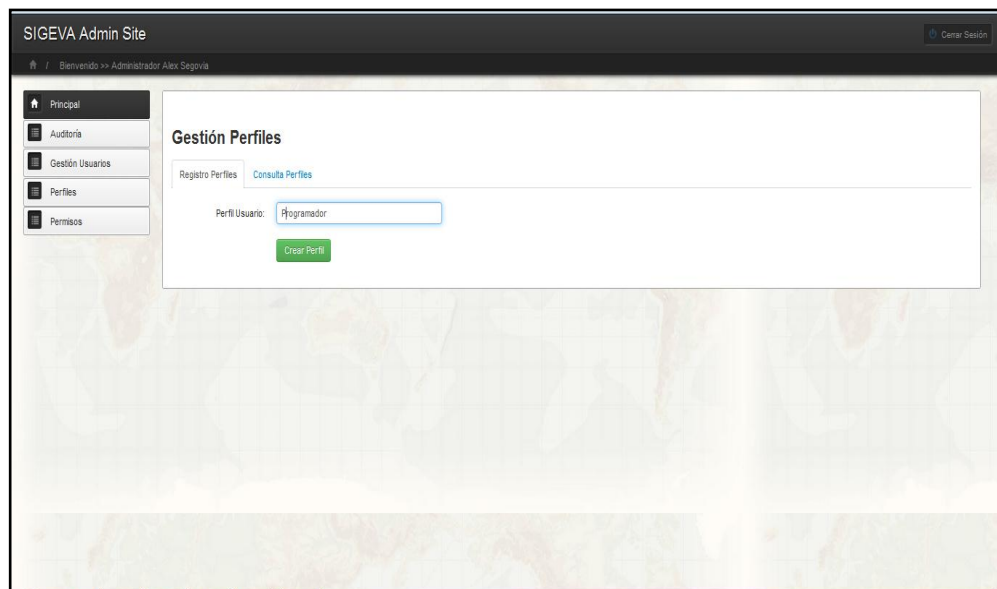 SIGEVA Admin Site
Cerrar Sesión
/ Bienvenido >> Administrador Alex Segovia
Principal
Auditoría
Gestión Usuarios
Perfiles
Permisos
Gestión Perfiles
Registro Perfiles Consulta Perfiles
Perfil Usuario: Programador
Crear Perfil